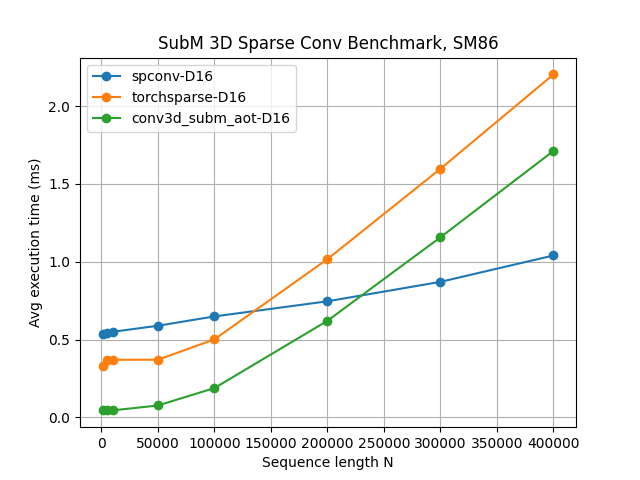 SubM 3D Sparse Conv Benchmark, SM86
spconv-D16
torchsparse-D16
conv3d_subm_aot-D16
Avg execution time (ms)
2.0
1.5
1.0
0.5
0.0
0 50000 100000 150000 200000 250000 300000 350000 400000
Sequence length N